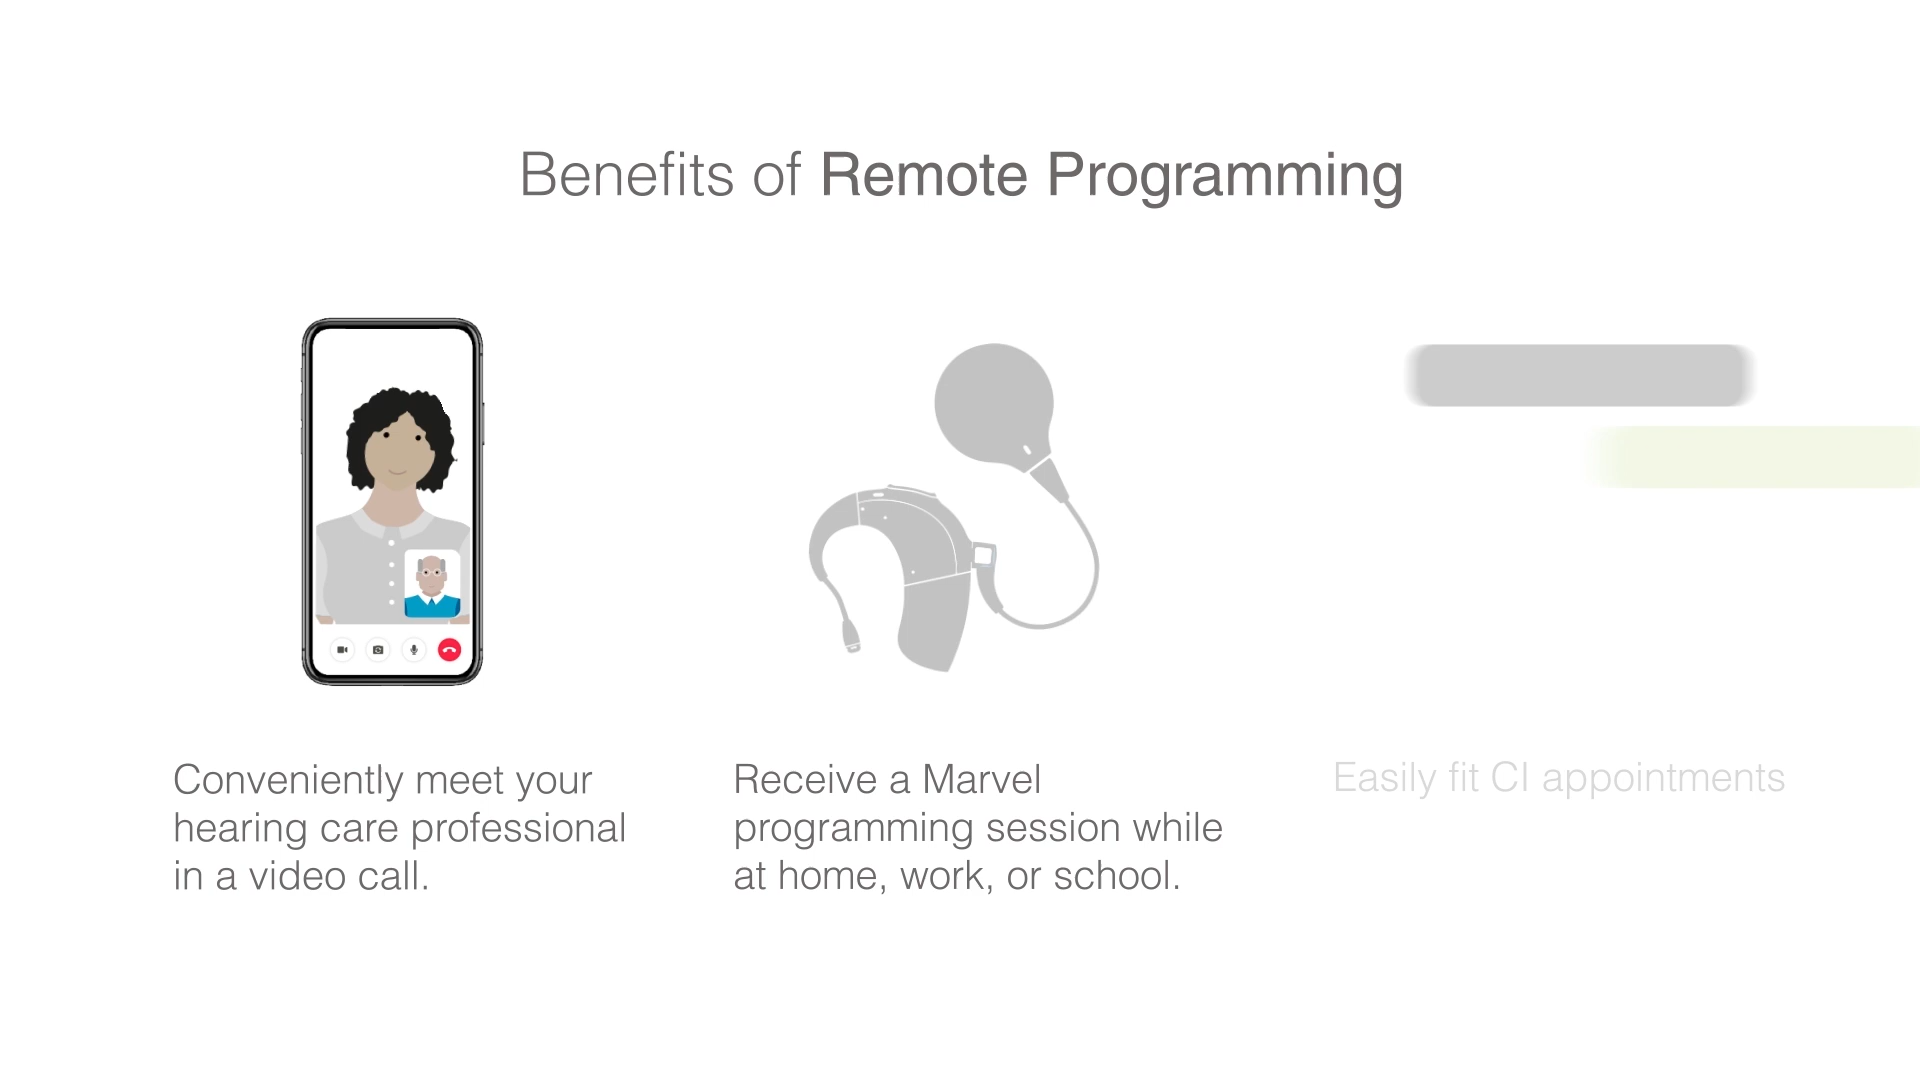 Benefits of Remote Programming
Conveniently meet your
hearing care professional
in a video call.
Receive a Marvel
programming session while
at home, work, or school.
Easily fit CI appointments